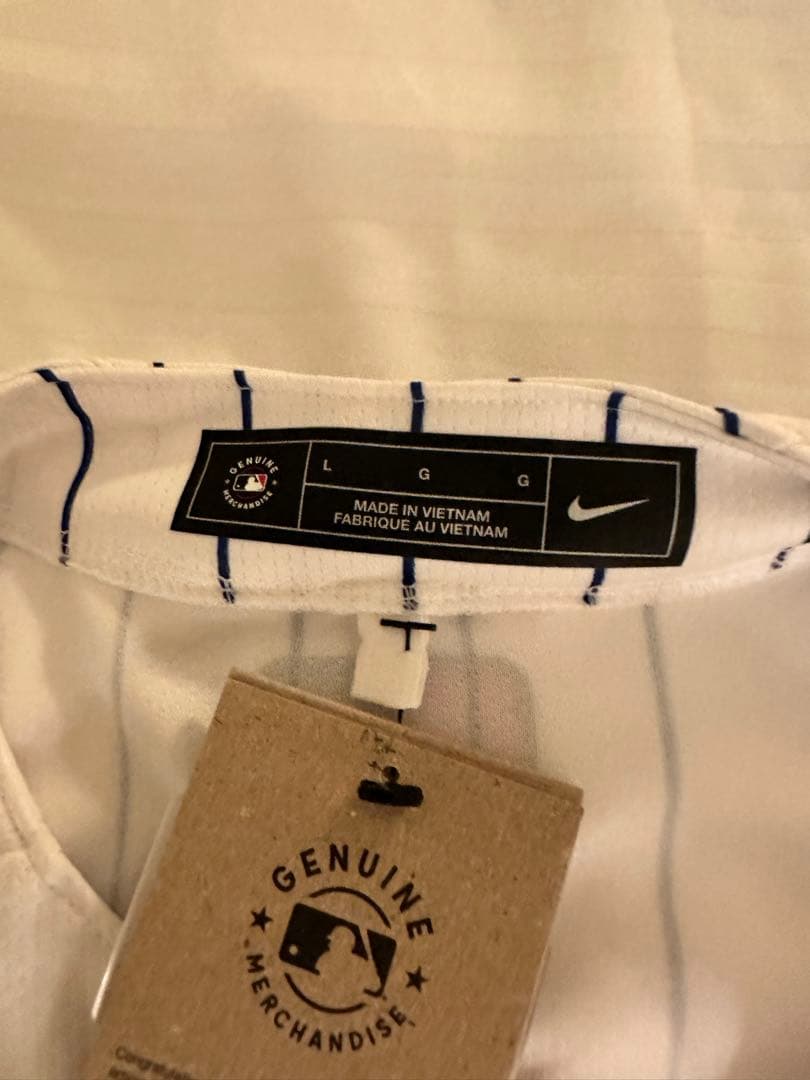 GENUINE
MERCHANDISE
L G G
MADE IN VIETNAM
FABRIQUE AU VIETNAM
GENUINE
MERCHANDISE